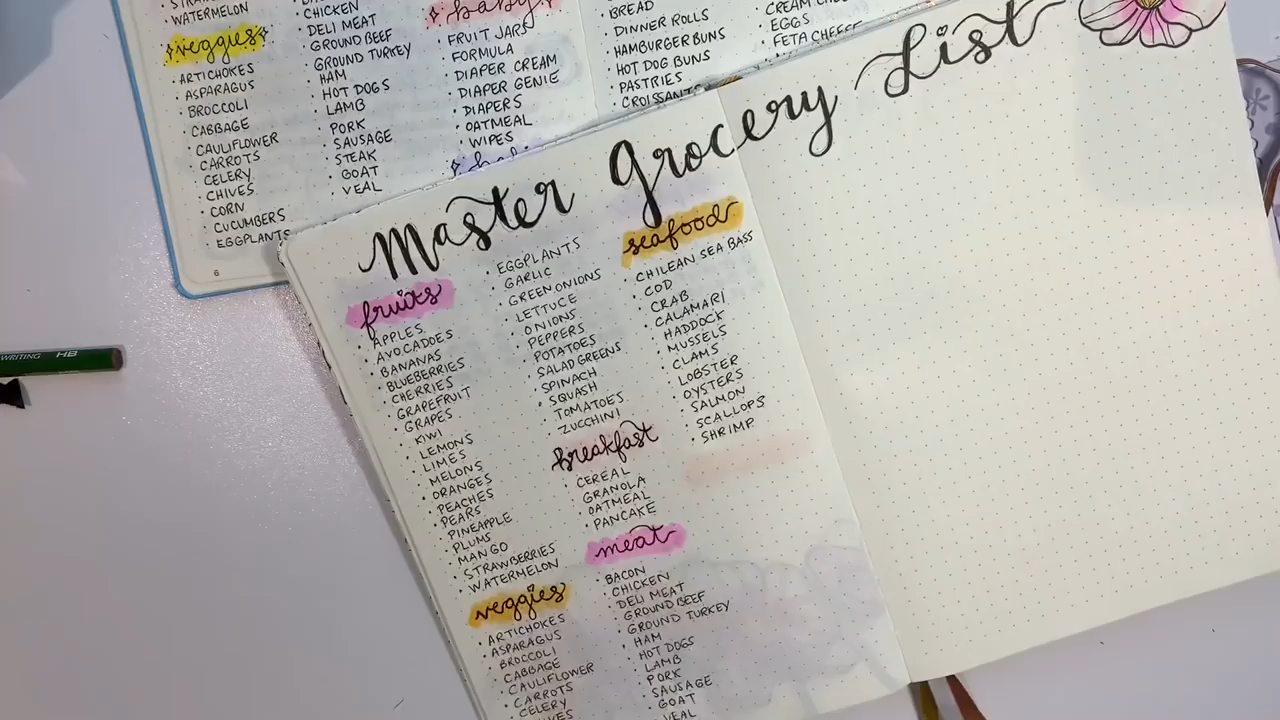 WATERMELON
veggies
ARTICHOKES
ASPARAGUS
BROCCOLI
CABBAGE
CAULIFLOWER
CARROTS
CELERY
CHIVES
CORN
CUCUMBERS
EGGPLANTS
6
CHICKEN
DELI MEAT
GROUND BEEF
GROUND TURKEY
HAM
HOT DOGS
LAMB
PORK
SAUSAGE
STEAK
GOAT
VEAL
baby
FRUIT JARS
FORMULA
DIAPER CREAM
DIAPER GENIE
DIAPERS
OATMEAL
WIPES
BREAD
DINNER ROLLS
HAMBURGER BUNS
HOT DOG BUNS
PASTRIES
CROISSANTS
EGGS
FETA CHEESE
WRITING HB
Master Grocery List
fruits
APPLES
AVOCADOES
BANANAS
BLUEBERRIES
CHERRIES
GRAPEFRUIT
GRAPES
KIWI
LEMONS
LIMES
MELONS
ORANGES
PEACHES
PEARS
PINEAPPLE
PLUMS
MANGO
STRAWBERRIES
WATERMELON
veggies
ARTICHOKES
ASPARAGUS
BROCCOLI
CABBAGE
CAULIFLOWER
CARROTS
CELERY
EGGPLANTS
GARLIC
GREEN ONIONS
LETTUCE
ONIONS
PEPPERS
POTATOES
SALAD GREENS
SPINACH
SQUASH
TOMATOES
ZUCCHINI
breakfast
CEREAL
GRANOLA
OATMEAL
PANCAKE
meat
BACON
CHICKEN
DELI MEAT
GROUND BEEF
GROUND TURKEY
HAM
HOT DOGS
LAMB
PORK
SAUSAGE
GOAT
VEAL
seafood
CHILEAN SEA BASS
COD
CRAB
CALAMARI
HADDOCK
MUSSELS
CLAMS
LOBSTER
OYSTERS
SALMON
SCALLOPS
SHRIMP